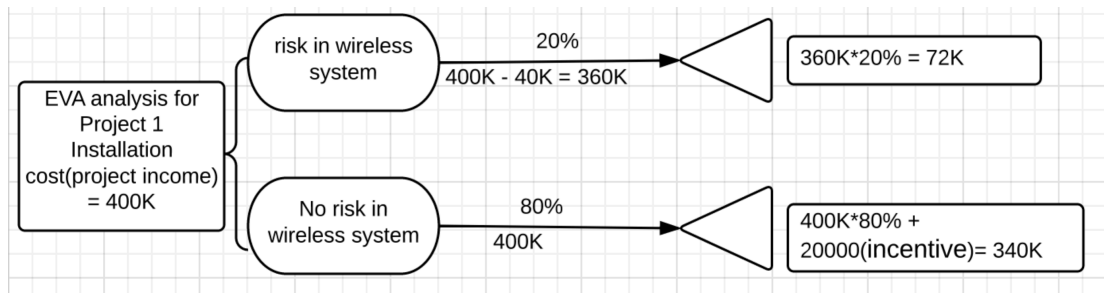 EVA analysis for
Project 1
Installation
cost(project income)
= 400K
risk in wireless
system
20%
400K - 40K = 360K
360K*20% = 72K
No risk in
wireless system
80%
400K
400K*80% +
20000(incentive)= 340K